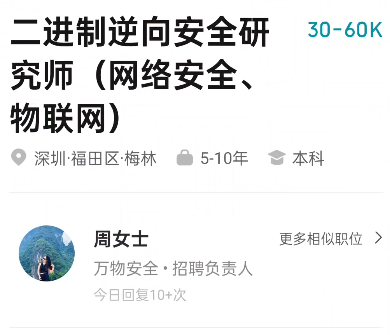 二进制逆向安全研究师（网络安全、物联网）
30-60K
深圳·福田区·梅林 5-10年 本科
周女士
更多相似职位
万物安全·招聘负责人
今日回复10+次